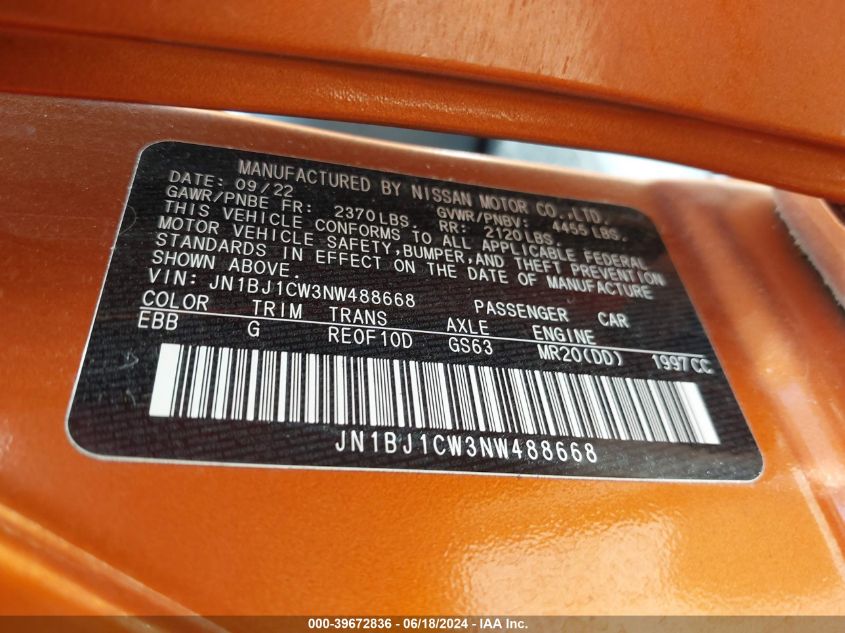 MANUFACTURED BY NISSAN MOTOR CO.,LTD.
DATE: 09/22 GVWR/PNBV: 4455 LBS.
GAWR/PNBE FR: 2370LBS. RR: 2120LBS.
THIS VEHICLE CONFORMS TO ALL APPLICABLE FEDERAL
MOTOR VEHICLE SAFETY,BUMPER,AND THEFT PREVENTION
STANDARDS IN EFFECT ON THE DATE OF MANUFACTURE
SHOWN ABOVE.
VIN: JN1BJ1CW3NW488668 PASSENGER CAR
COLOR TRIM TRANS AXLE ENGINE
EBB G RE0F10D GS63 MR20(DD) 1997CC
JN1BJ1CW3NW488668
000-39672836 - 06/18/2024 - IAA Inc.